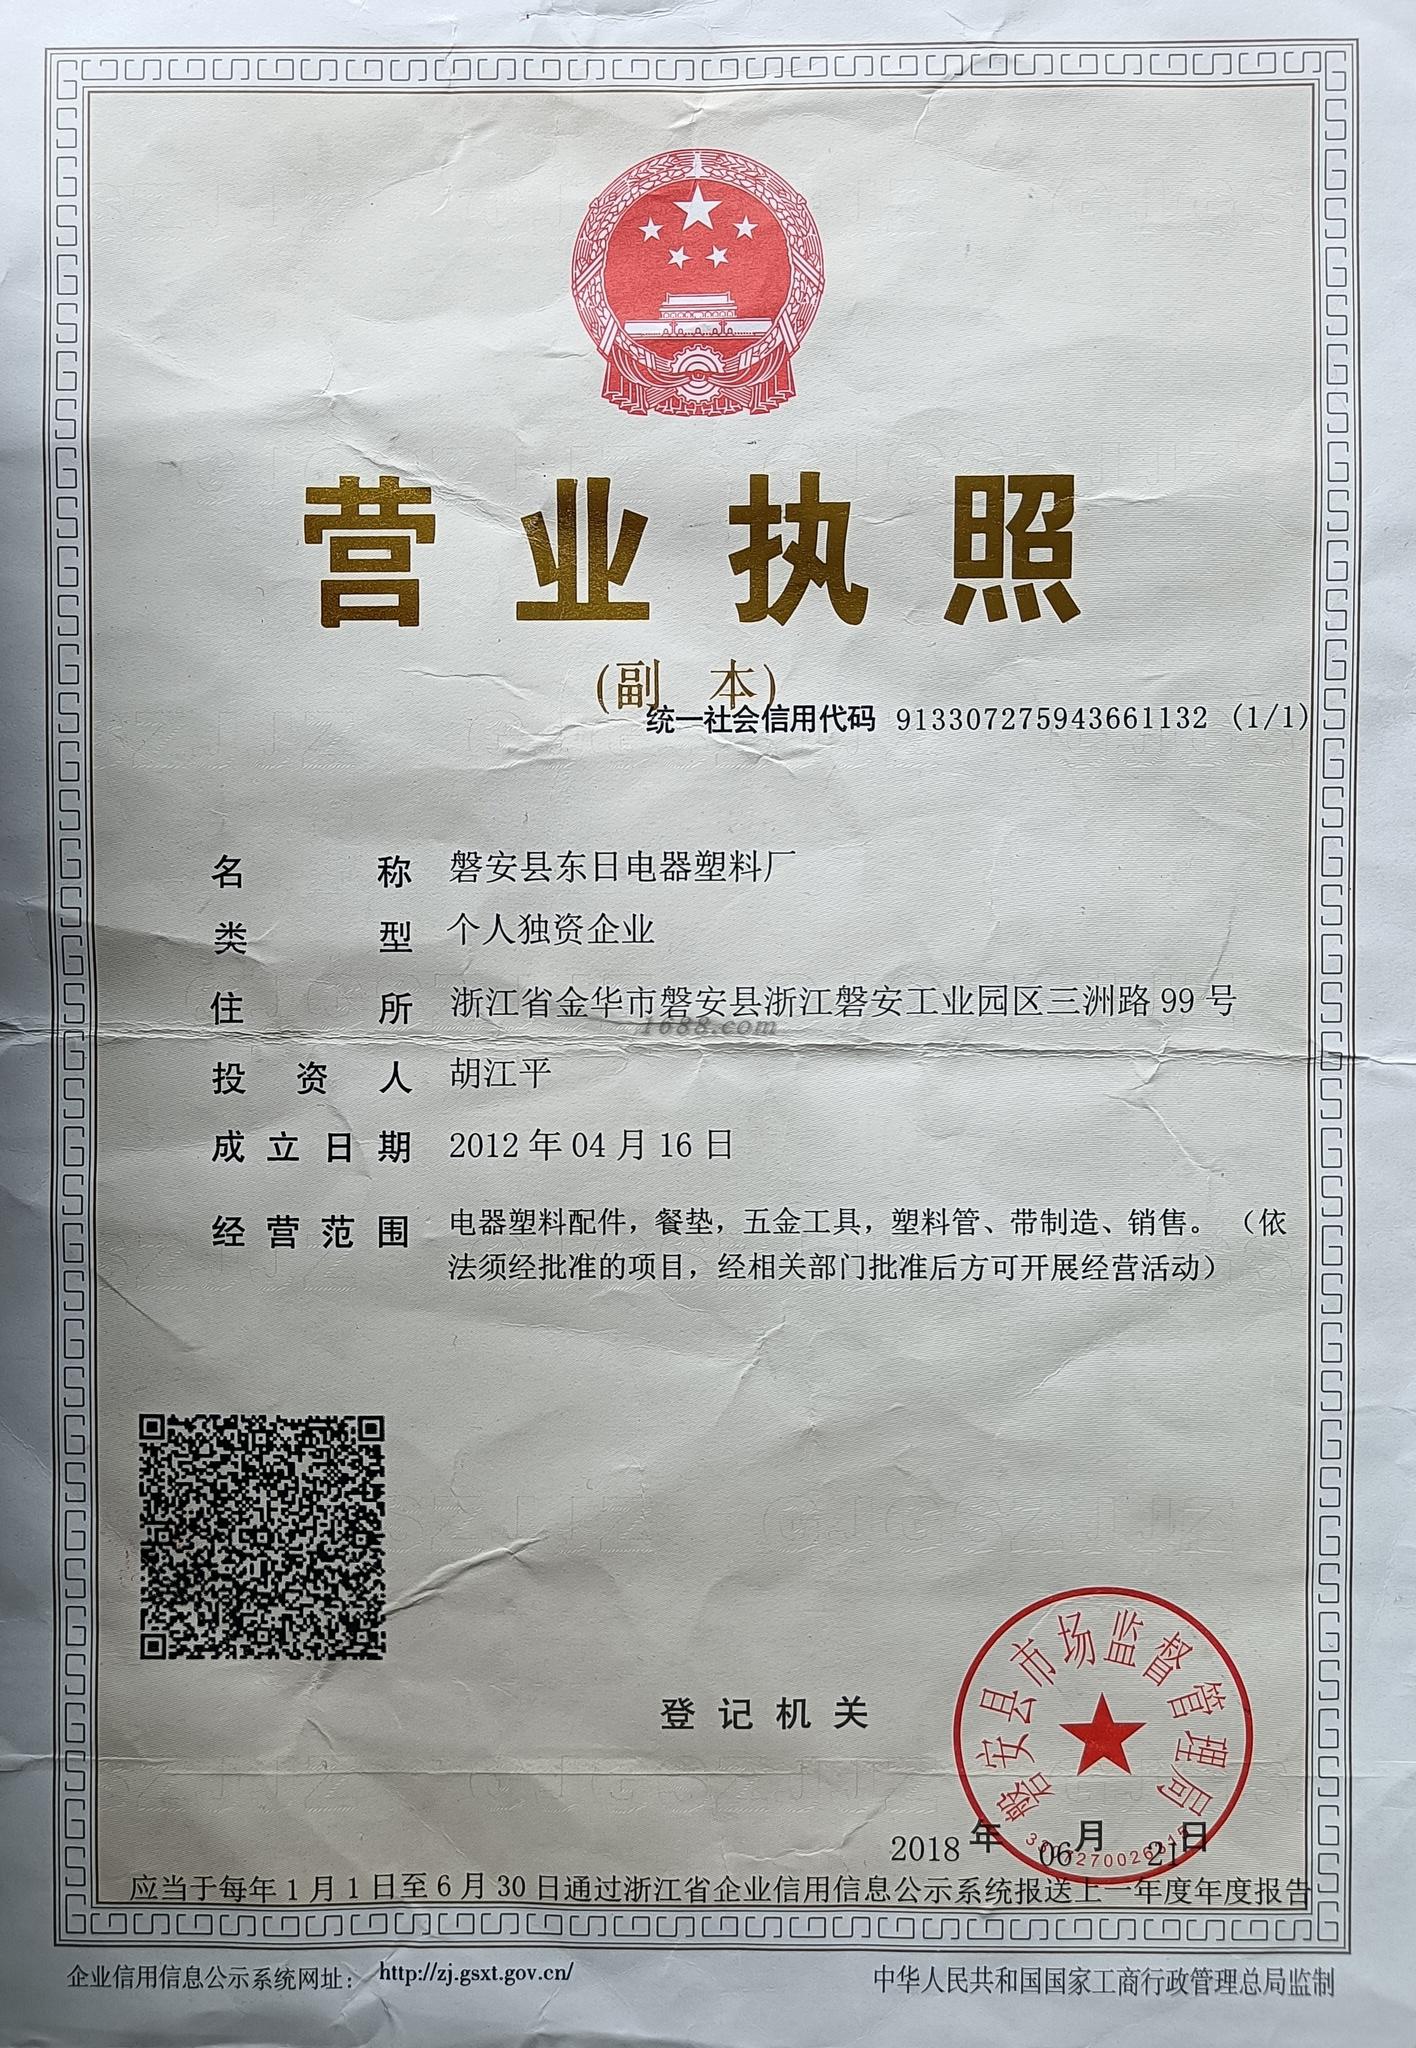 营业执照
(副 本)
统一社会信用代码 913307275943661132 (1/1)
名称 磐安县东日电器塑料厂
类型 个人独资企业
住所 浙江省金华市磐安县浙江磐安工业园区三洲路99号
1688.com
投资人 胡江平
成立日期 2012年04月16日
经营范围 电器塑料配件，餐垫，五金工具，塑料管、带制造、销售。（依
法须经批准的项目，经相关部门批准后方可开展经营活动）
登记机关
磐安县市场监督管理局
2018年06月21日
应当于每年1月1日至6月30日通过浙江省企业信用信息公示系统报送上一年度年度报告
企业信用信息公示系统网址： http://zj.gsxt.gov.cn/
中华人民共和国国家工商行政管理总局监制